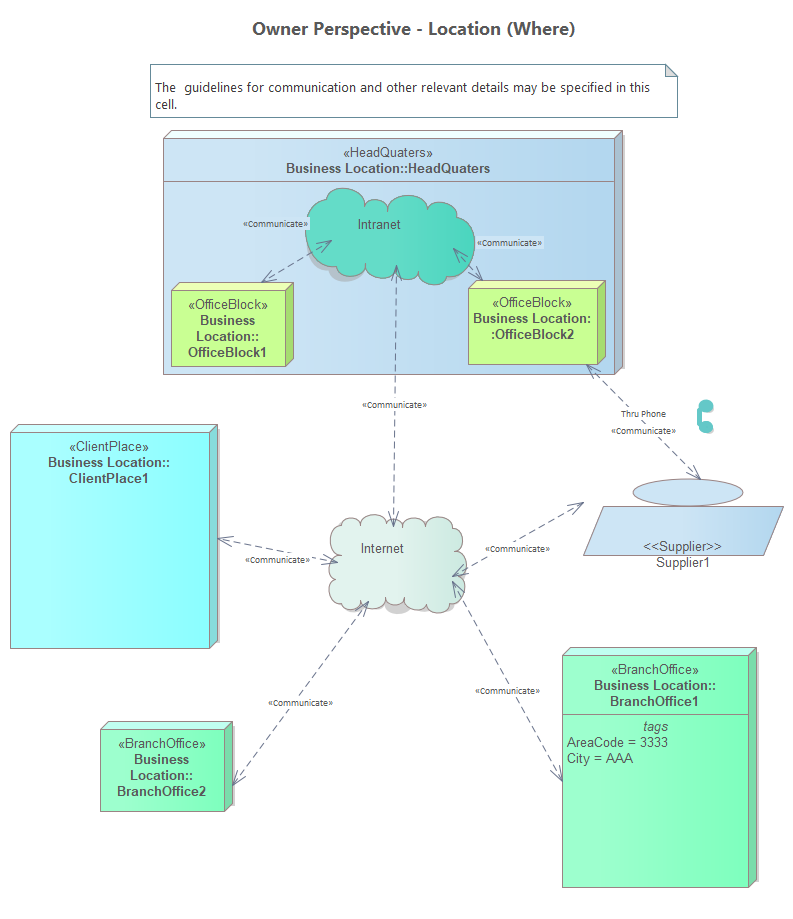 Owner Perspective - Location (Where)
The  guidelines for communication and other relevant details may be specified in this
cell.
«HeadQuaters»
Business Location::HeadQuaters
Intranet
«Communicate»
«Communicate»
«OfficeBlock»
Business
Location::
OfficeBlock1
«OfficeBlock»
Business Location:
:OfficeBlock2
«Communicate»
Thru Phone
«Communicate»
«ClientPlace»
Business Location::
ClientPlace1
Internet
«Communicate»
«Communicate»
<<Supplier>>
Supplier1
«Communicate»
«Communicate»
«BranchOffice»
Business Location::
BranchOffice1
tags
AreaCode = 3333
City = AAA
«BranchOffice»
Business
Location::
BranchOffice2